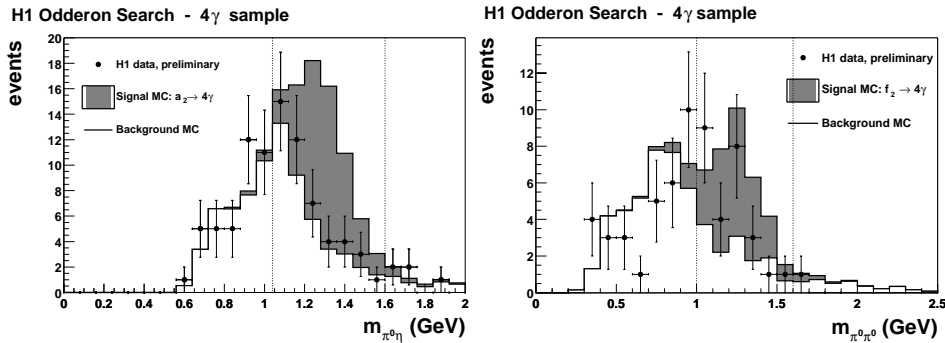 H1 Odderon Search - 4γ sample
events
20
18
16
14
12
10
8
6
4
2
0
H1 data, preliminary
Signal MC: a₂→ 4γ
Background MC
0 0.2 0.4 0.6 0.8 1 1.2 1.4 1.6 1.8 2
m_π⁰η (GeV)
H1 Odderon Search - 4γ sample
events
12
10
8
6
4
2
0
H1 data, preliminary
Signal MC: f₂→ 4γ
Background MC
0 0.5 1 1.5 2 2.5
m_π⁰π⁰ (GeV)